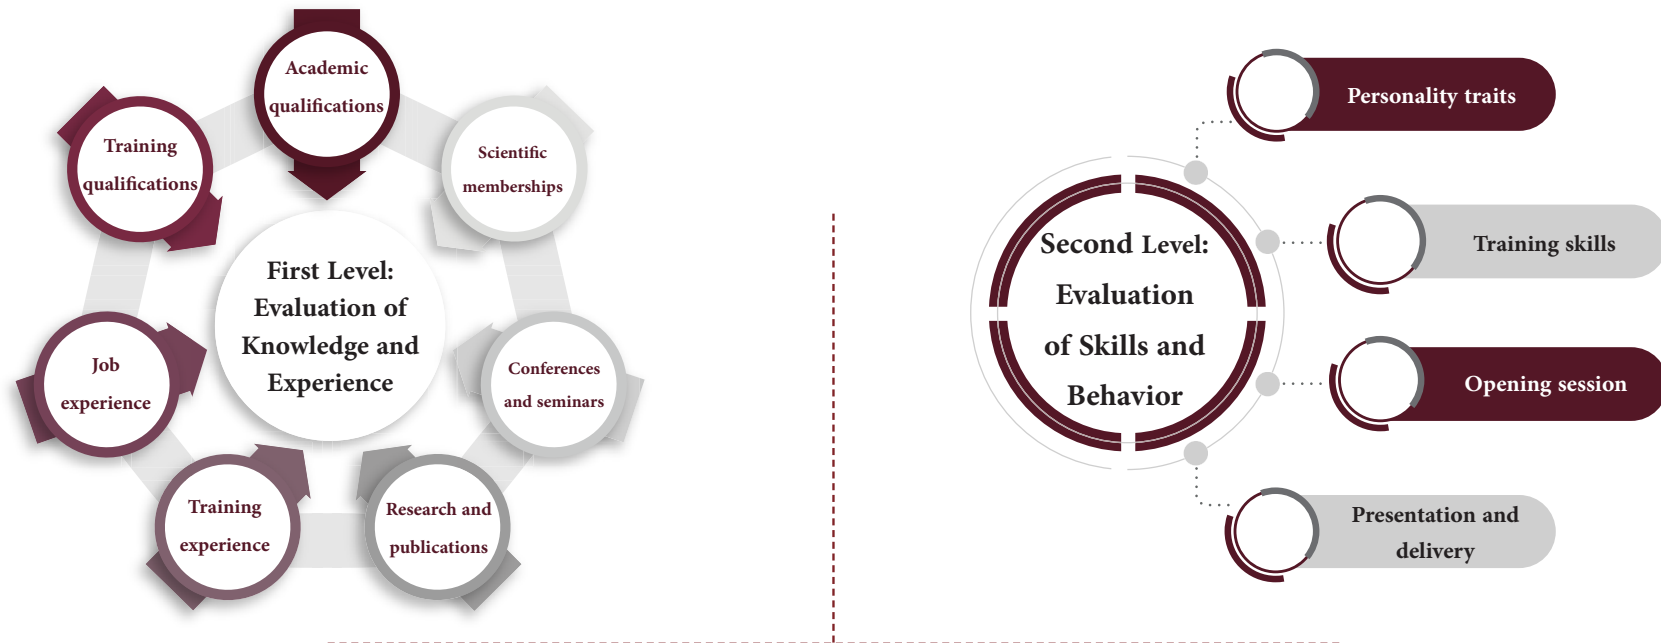 Academic
qualifications
Scientific
memberships
Conferences
and seminars
Research and
publications
Training
experience
Job
experience
Training
qualifications
First Level:
Evaluation of
Knowledge and
Experience
Second Level:
Evaluation
of Skills and
Behavior
Personality traits
Training skills
Opening session
Presentation and
delivery